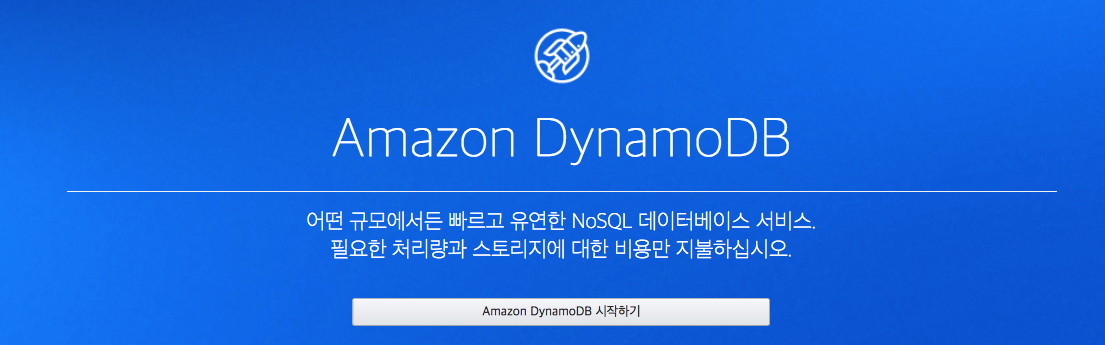 Amazon DynamoDB
어떤 규모에서든 빠르고 유연한 NoSQL 데이터베이스 서비스.
필요한 처리량과 스토리지에 대한 비용만 지불하십시오.
Amazon DynamoDB 시작하기